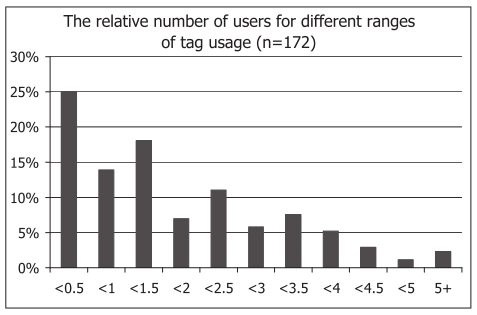 The relative number of users for different ranges
of tag usage (n=172)
30%
25%
20%
15%
10%
5%
0%
<0.5 <1 <1.5 <2 <2.5 <3 <3.5 <4 <4.5 <5 5+